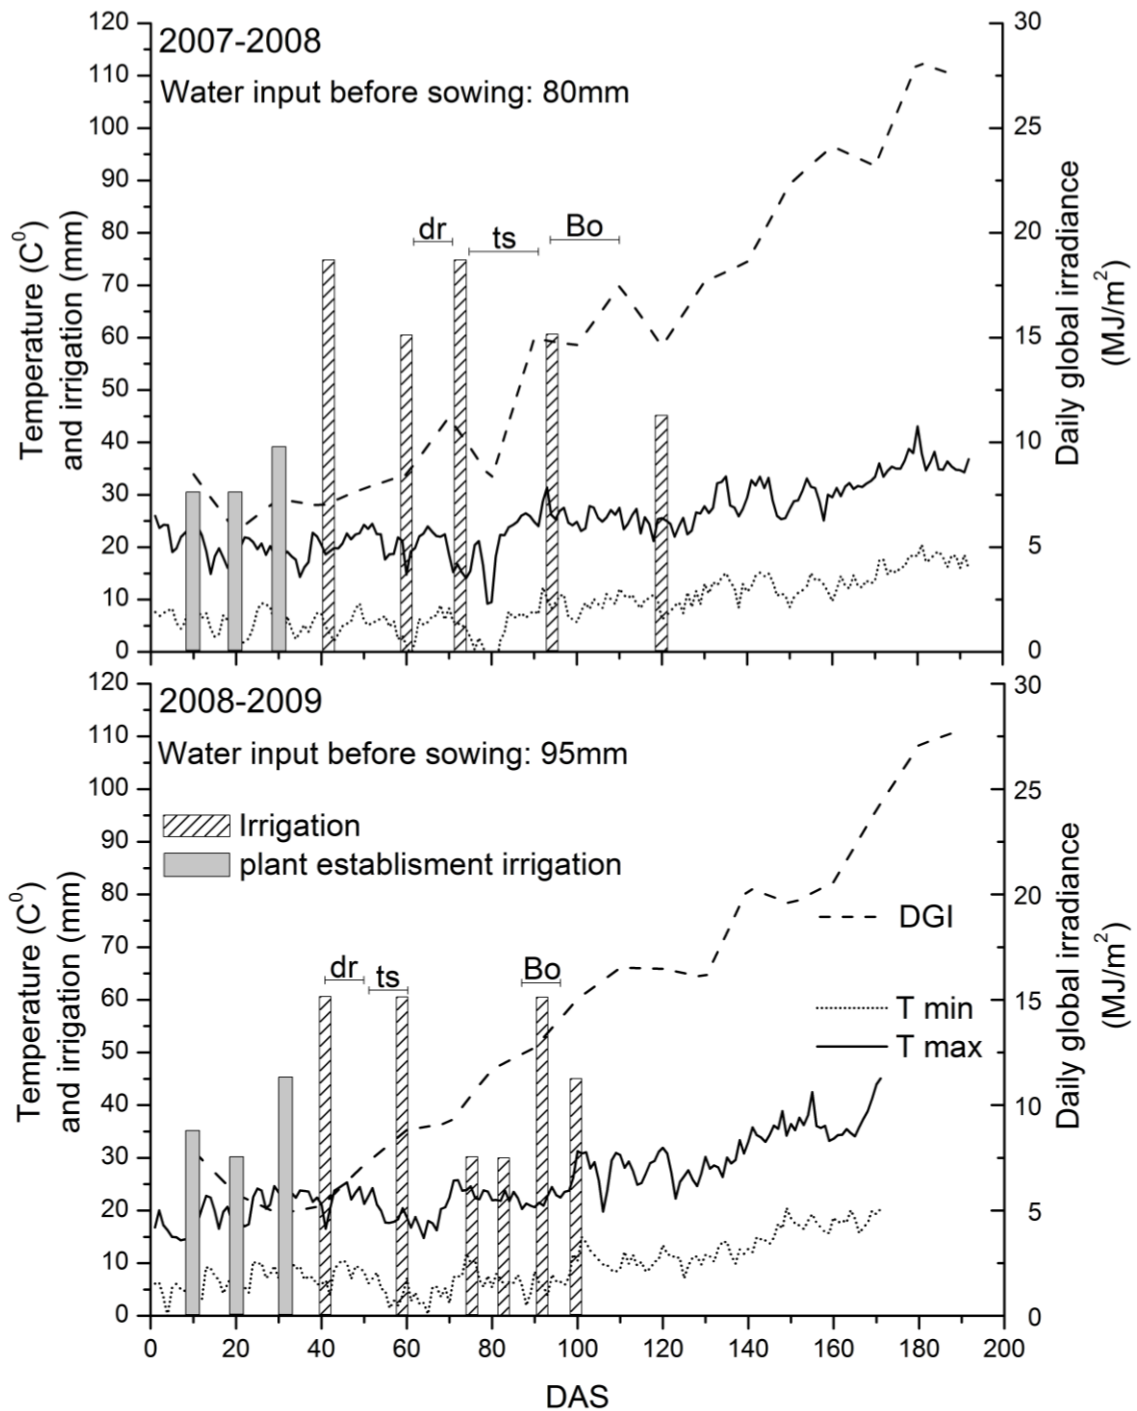 2007-2008
Water input before sowing: 80mm
Temperature (C⁰)
and irrigation (mm)
120
110
100
90
80
70
60
50
40
30
20
10
0
dr
ts
Bo
30
25
20
15
10
5
0
Daily global irradiance
(MJ/m²)
2008-2009
Water input before sowing: 95mm
Irrigation
plant establisment irrigation
Temperature (C⁰)
and irrigation (mm)
120
110
100
90
80
70
60
50
40
30
20
10
0
dr
ts
Bo
DGI
T min
T max
30
25
20
15
10
5
0
Daily global irradiance
(MJ/m²)
0 20 40 60 80 100 120 140 160 180 200
DAS